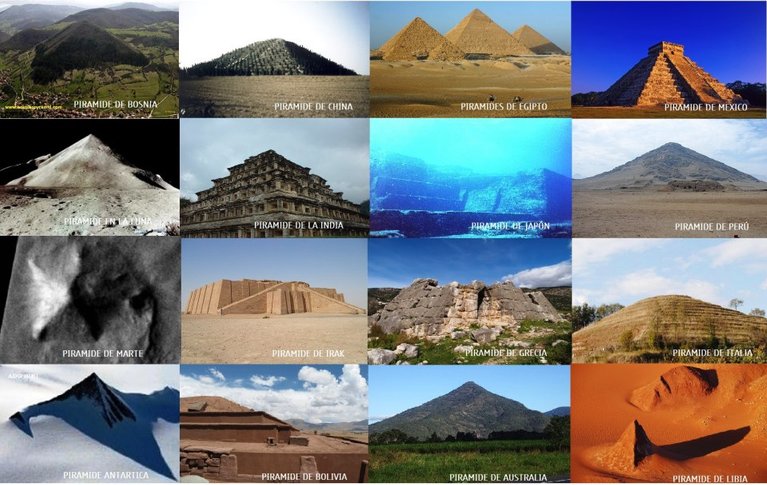 PIRAMIDE DE BOSNIA
PIRAMIDE DE CHINA
PIRAMIDES DE EGIPTO
PIRAMIDE DE MEXICO
PIRAMIDE EN LA LUNA
PIRAMIDE DE LA INDIA
PIRAMIDE DE JAPÓN
PIRAMIDE DE PERÚ
PIRAMIDE DE MARTE
PIRAMIDE DE IRAK
PIRAMIDE DE GRECIA
PIRAMIDE DE ITALIA
PIRAMIDE ANTARTICA
PIRAMIDE DE BOLIVIA
PIRAMIDE DE AUSTRALIA
PIRAMIDE DE LIBIA